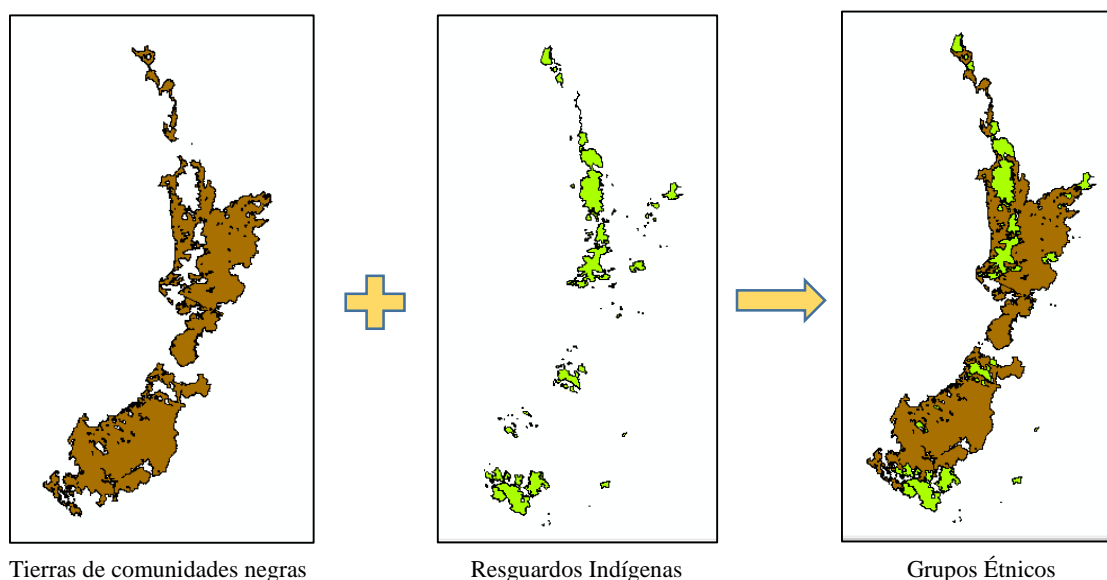 Tierras de comunidades negras
Resguardos Indígenas
Grupos Étnicos